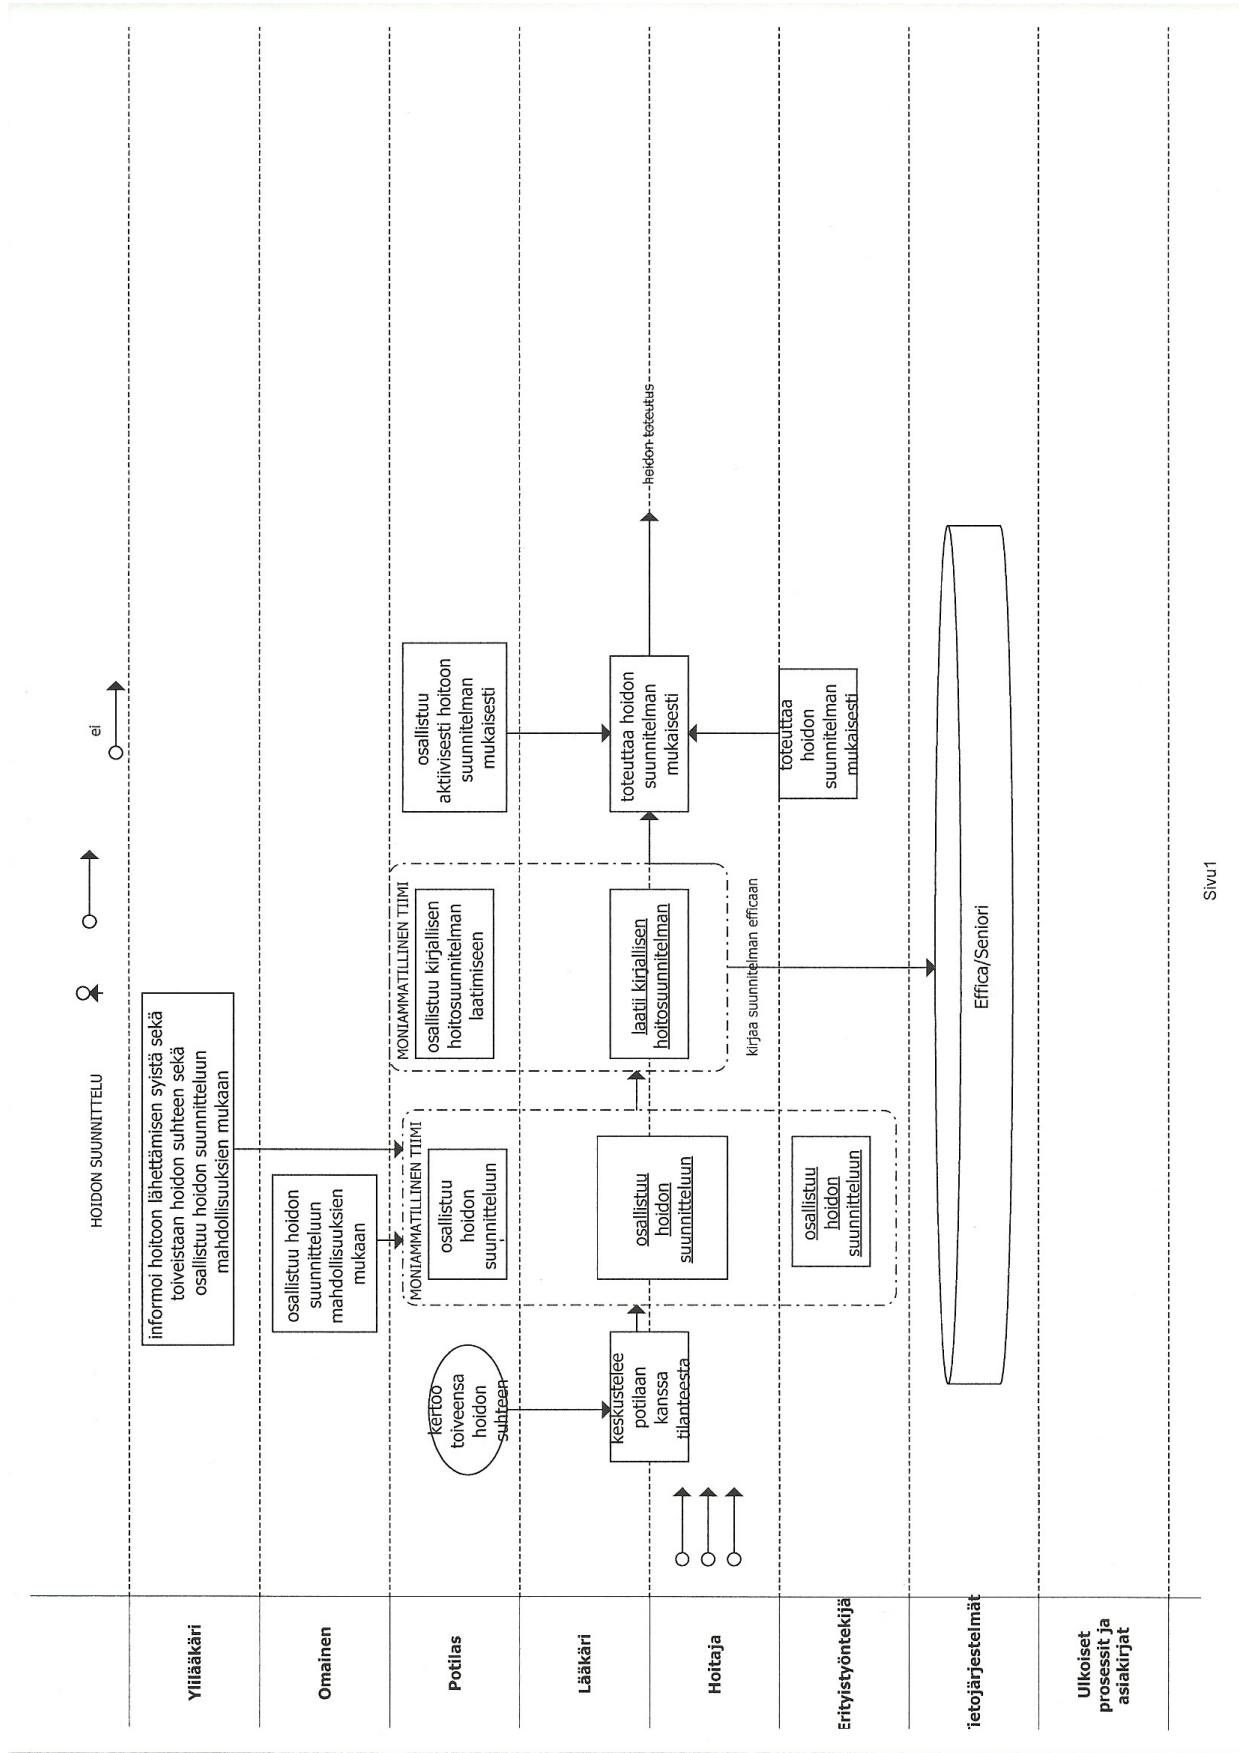 HOIDON SUUNNITTELU
ei
Ylilääkäri
informoi hoitoon lähettämisen syistä sekä
toiveistaan hoidon suhteen sekä
osallistuu hoidon suunnitteluun
mahdollisuuksien mukaan
Omainen
osallistuu hoidon
suunnitteluun
mahdollisuuksien
mukaan
Potilas
kertoo
toiveensa
hoidon
suhteen
MONIAMMATILLINEN TIIMI
osallistuu
hoidon
suunnitteluun
MONIAMMATILLINEN TIIMI
osallistuu kirjallisen
hoitosuunnitelman
laatimiseen
osallistuu
aktiivisesti hoitoon
suunnitelman
mukaisesti
Lääkäri
Hoitaja
keskustelee
potilaan
kanssa
tilanteesta
osallistuu
hoidon
suunnitteluun
laatii kirjallisen
hoitosuunnitelman
toteuttaa hoidon
suunnitelman
mukaisesti
hoidon toteutus
kirjaa suunnitelman efficaan
Erityistyöntekijä
osallistuu
hoidon
suunnitteluun
toteuttaa
hoidon
suunnitelman
mukaisesti
ietojärjestelmät
Effica/Seniori
Ulkoiset
prosessit ja
asiakirjat
Sivu1